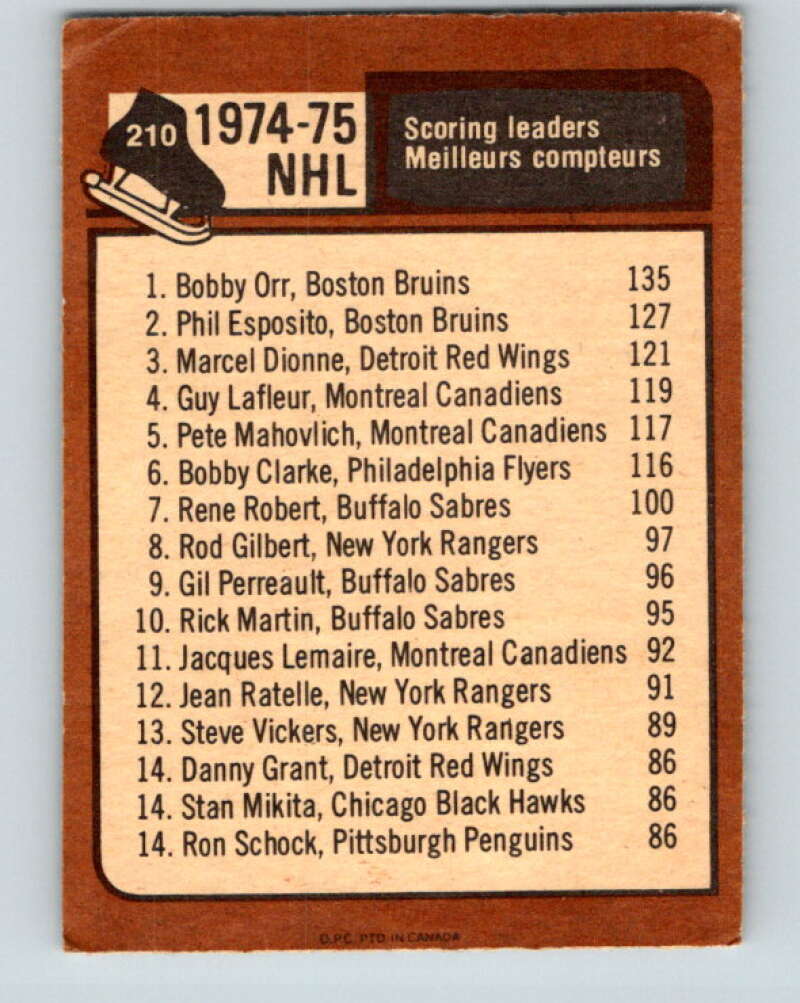 210 1974-75
NHL
Scoring leaders
Meilleurs compteurs
1. Bobby Orr, Boston Bruins 135
2. Phil Esposito, Boston Bruins 127
3. Marcel Dionne, Detroit Red Wings 121
4. Guy Lafleur, Montreal Canadiens 119
5. Pete Mahovlich, Montreal Canadiens 117
6. Bobby Clarke, Philadelphia Flyers 116
7. Rene Robert, Buffalo Sabres 100
8. Rod Gilbert, New York Rangers 97
9. Gil Perreault, Buffalo Sabres 96
10. Rick Martin, Buffalo Sabres 95
11. Jacques Lemaire, Montreal Canadiens 92
12. Jean Ratelle, New York Rangers 91
13. Steve Vickers, New York Rangers 89
14. Danny Grant, Detroit Red Wings 86
14. Stan Mikita, Chicago Black Hawks 86
14. Ron Schock, Pittsburgh Penguins 86
O.P.C. PTD IN CANADA